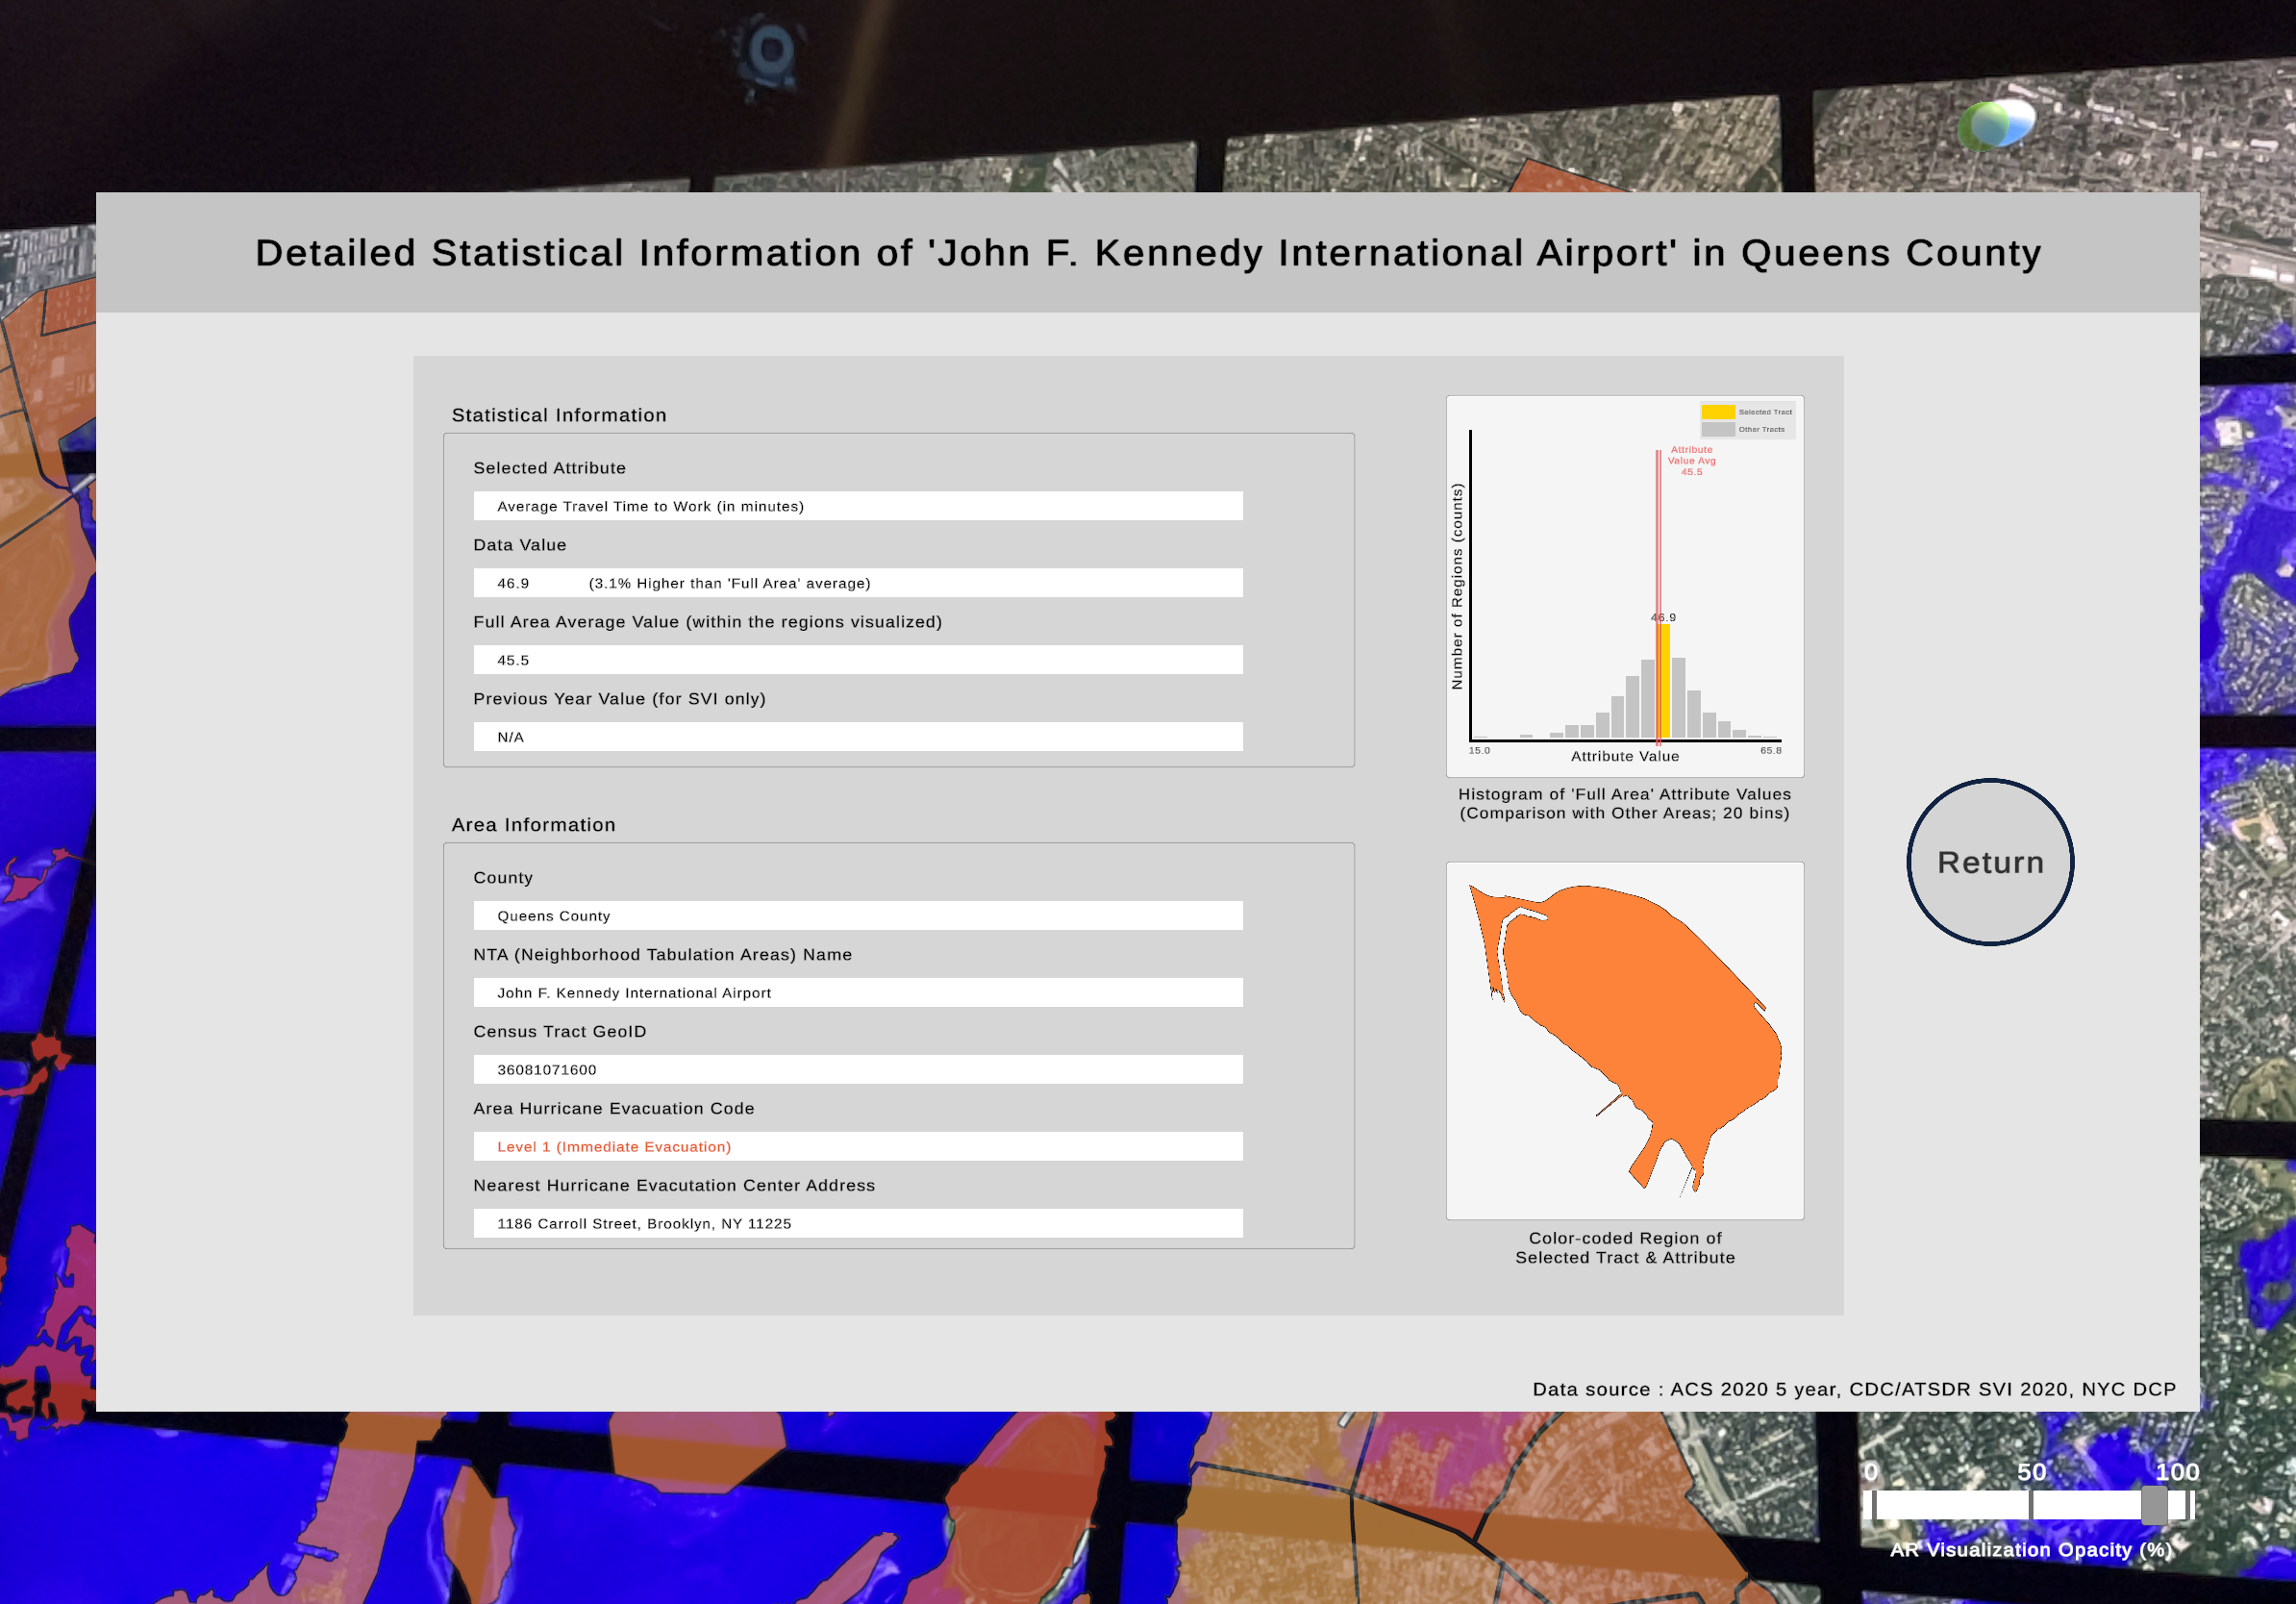 Detailed Statistical Information of 'John F. Kennedy International Airport' in Queens County
Statistical Information
Selected Attribute
Average Travel Time to Work (in minutes)
Data Value
46.9 (3.1% Higher than 'Full Area' average)
Full Area Average Value (within the regions visualized)
45.5
Previous Year Value (for SVI only)
N/A
Area Information
County
Queens County
NTA (Neighborhood Tabulation Areas) Name
John F. Kennedy International Airport
Census Tract GeoID
36081071600
Area Hurricane Evacuation Code
Level 1 (Immediate Evacuation)
Nearest Hurricane Evacutation Center Address
1186 Carroll Street, Brooklyn, NY 11225
Selected Tract
Other Tracts
Attribute
Value Avg
45.5
Number of Regions (counts)
46.9
15.0
65.8
Attribute Value
Histogram of 'Full Area' Attribute Values
(Comparison with Other Areas; 20 bins)
Color-coded Region of
Selected Tract & Attribute
Return
Data source : ACS 2020 5 year, CDC/ATSDR SVI 2020, NYC DCP
0 50 100
AR Visualization Opacity (%)